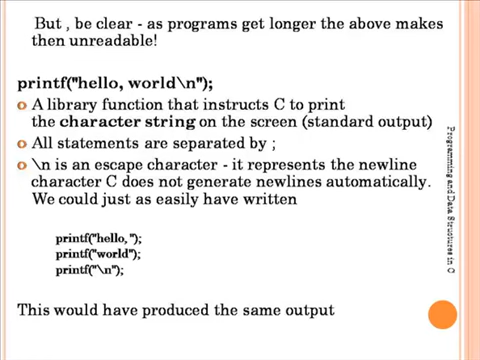 But , be clear - as programs get longer the above makes
then unreadable!
printf("hello, world\n");
A library function that instructs C to print
the character string on the screen (standard output)
All statements are separated by ;
\n is an escape character - it represents the newline
character C does not generate newlines automatically.
We could just as easily have written
printf("hello, ");
printf("world");
printf("\n");
This would have produced the same output
Programming and Data Structures in C